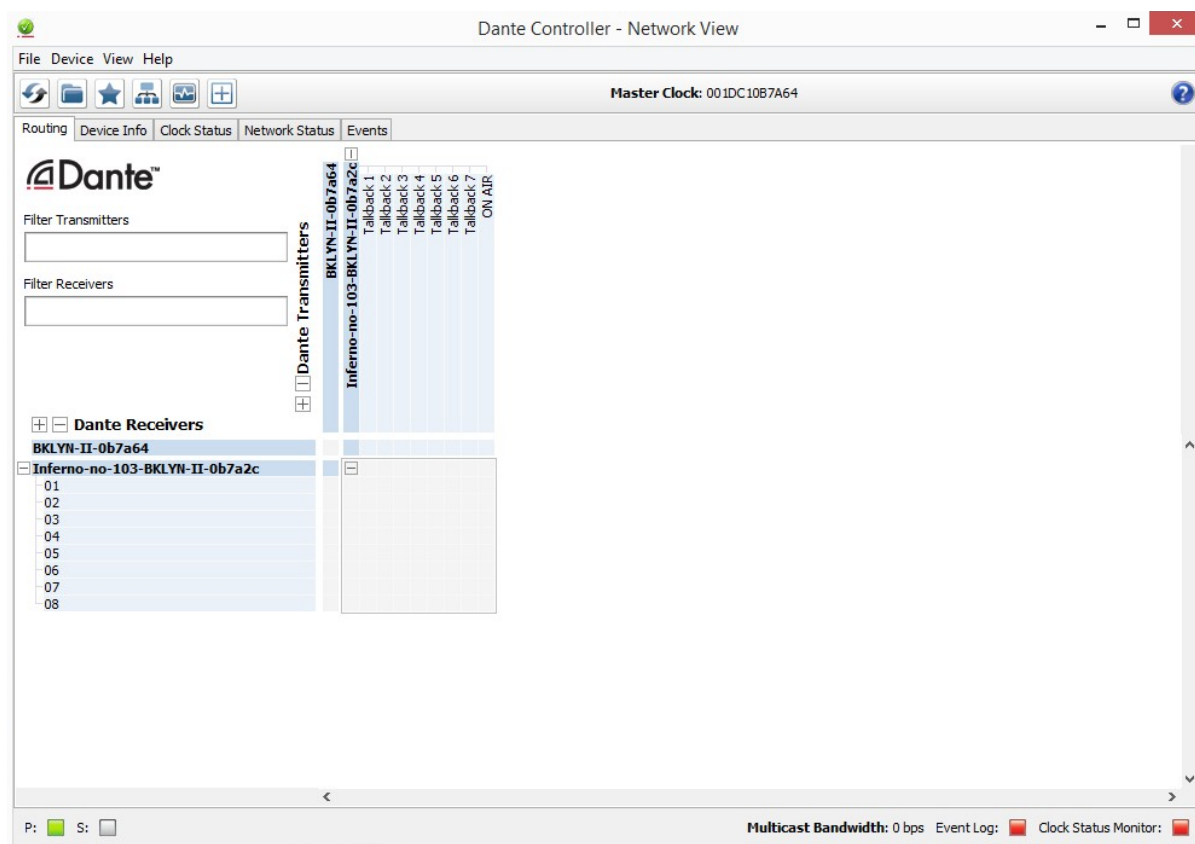 Dante Controller - Network View
File Device View Help
Master Clock: 001DC10B7A64
Routing Device Info Clock Status Network Status Events
Dante™
Filter Transmitters
Filter Receivers
Dante Transmitters
BKLYN-II-0b7a64
Inferno-no-103-BKLYN-II-0b7a2c
Talkback 1
Talkback 2
Talkback 3
Talkback 4
Talkback 5
Talkback 6
Talkback 7
ON AIR
Dante Receivers
BKLYN-II-0b7a64
Inferno-no-103-BKLYN-II-0b7a2c
01
02
03
04
05
06
07
08
P: S: Multicast Bandwidth: 0 bps Event Log: Clock Status Monitor: